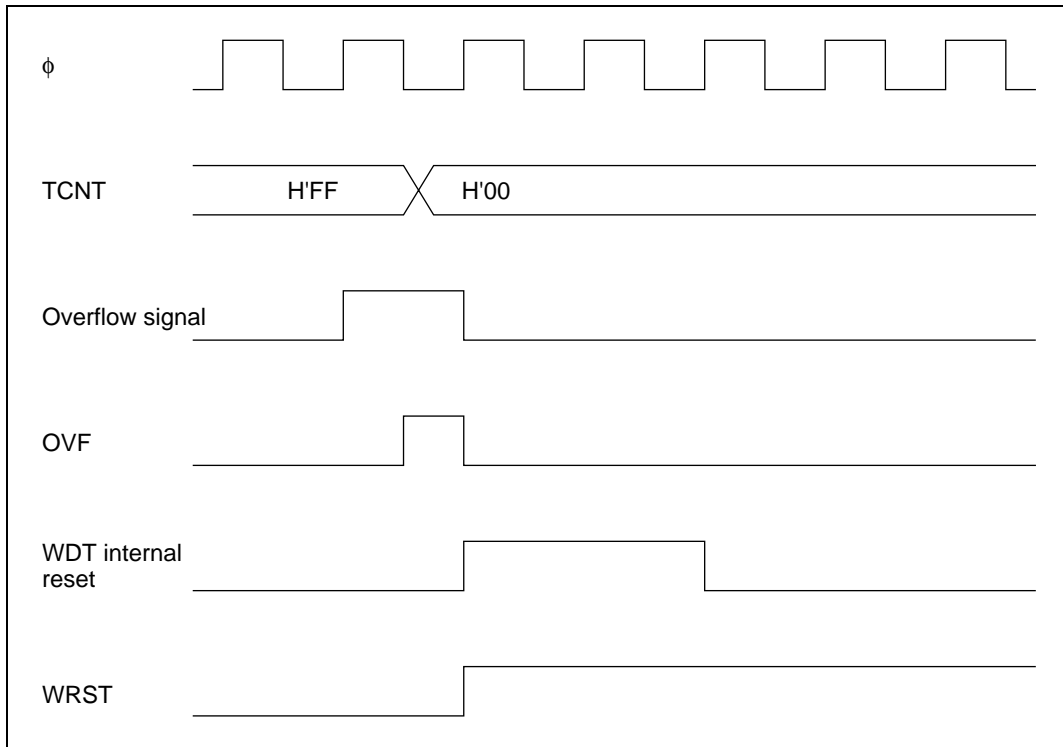 ϕ
TCNT
H'FF
H'00
Overflow signal
OVF
WDT internal
reset
WRST